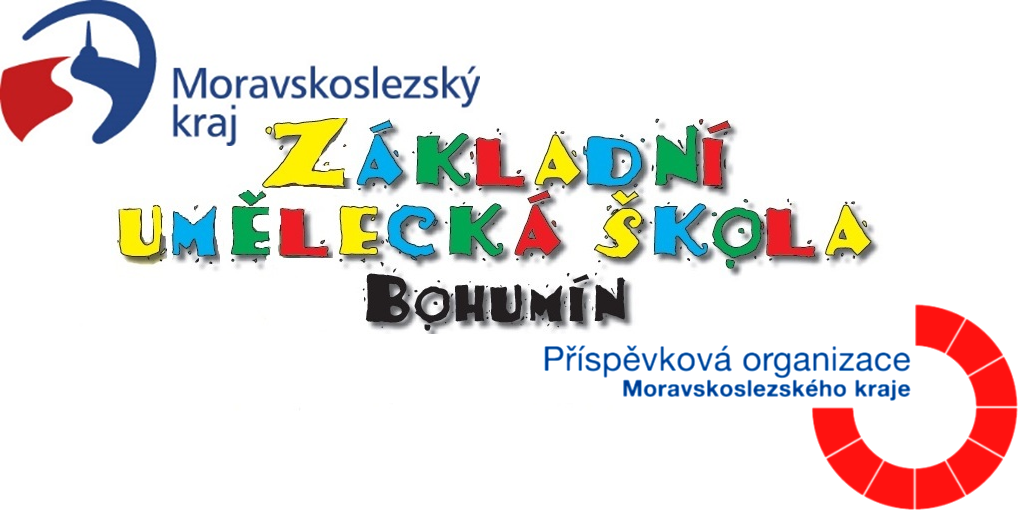 Moravskoslezský
kraj
ZÁKLADNÍ
UMĚLECKÁ ŠKOLA
BOHUMÍN
Příspěvková organizace
Moravskoslezského kraje